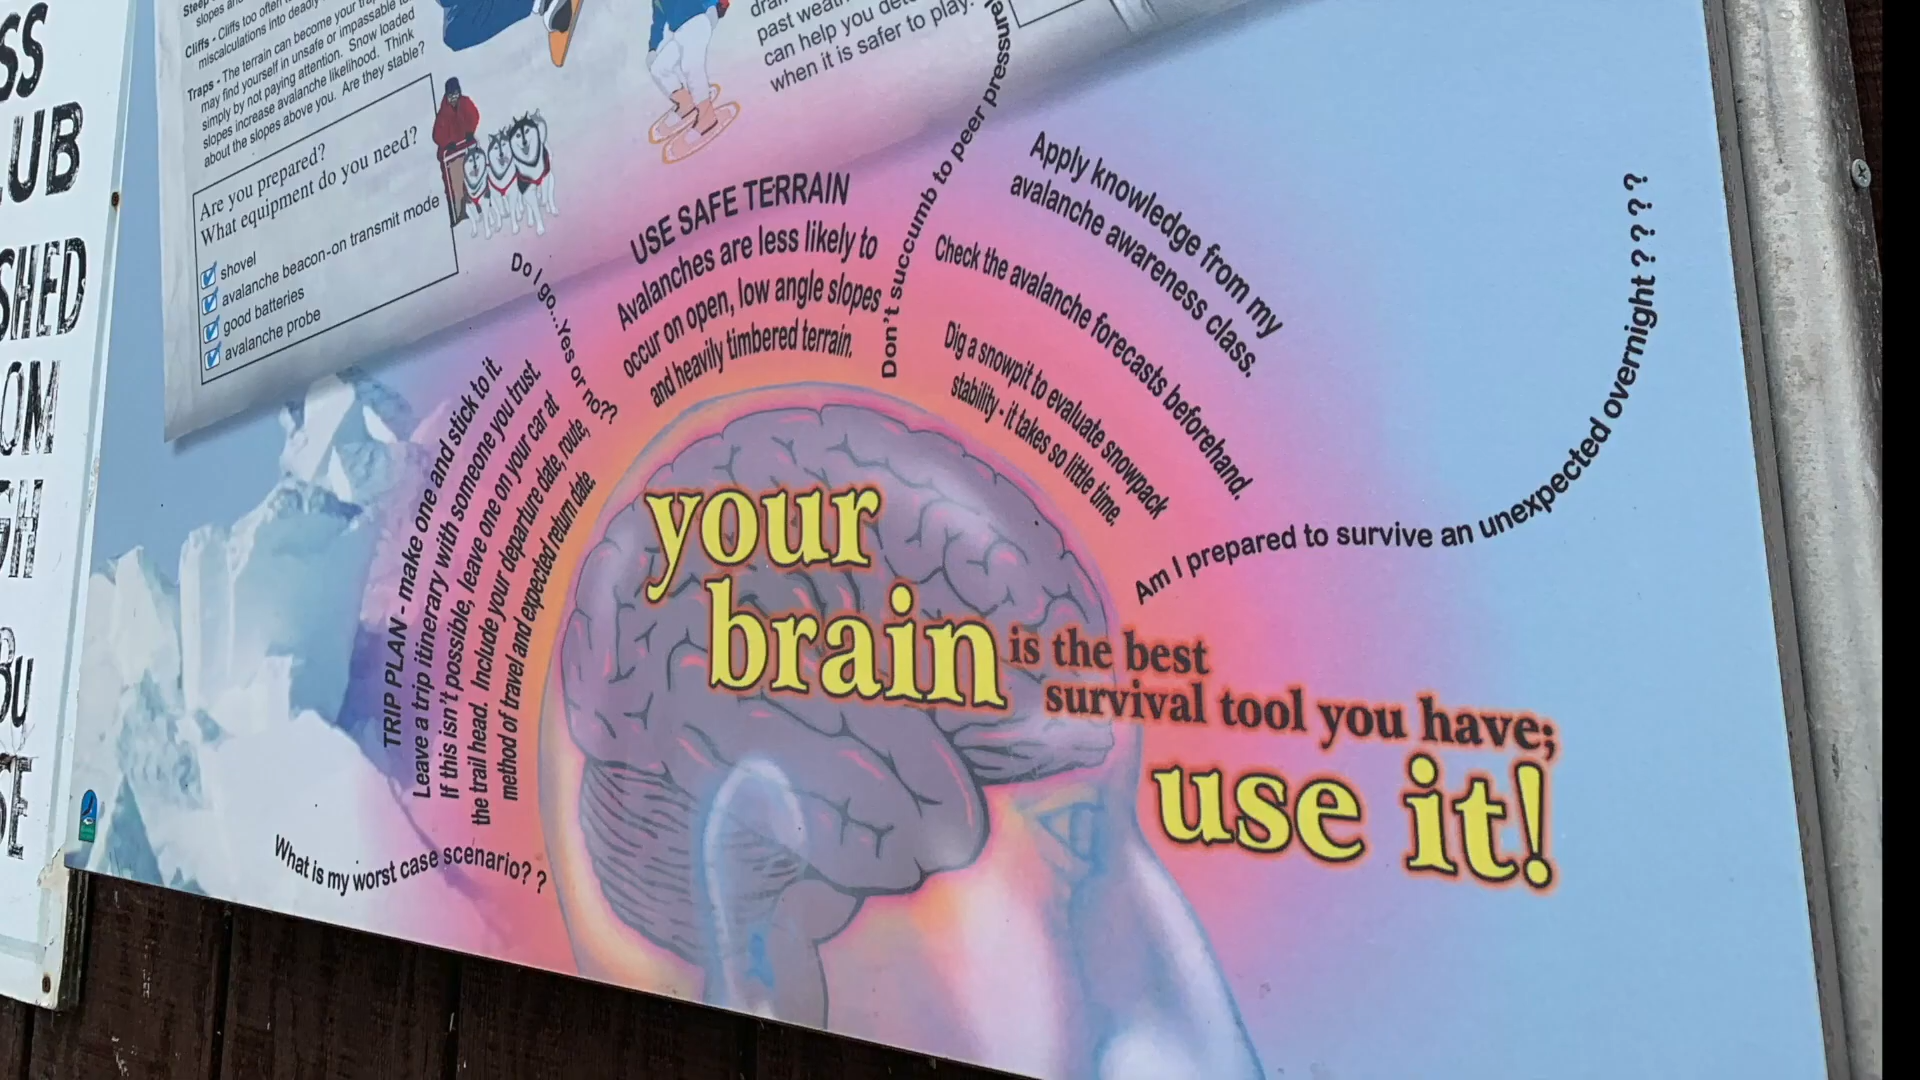 SS
LUB
SHED
OM
GH
BU
SE
Steep
slopes and
Cliffs - Cliffs too often
miscalculations into deadly
Traps - The terrain can become your
may find yourself in unsafe or impassable
simply by not paying attention. Snow loaded
slopes increase avalanche likelihood. Think
about the slopes above you. Are they stable?
Are you prepared?
What equipment do you need?
shovel
avalanche beacon-on transmit mode
good batteries
avalanche probe
past
can help you
when it is safer to play.
Do I go...Yes or no??
USE SAFE TERRAIN
Avalanches are less likely to
occur on open, low angle slopes
and heavily timbered terrain.
Don't succumb to peer pressure
Apply knowledge from my
avalanche awareness class.
Check the avalanche forecasts beforehand.
Dig a snowpit to evaluate snowpack
stability - it takes so little time.
Am I prepared to survive an unexpected overnight ? ? ? ?
TRIP PLAN - make one and stick to it.
Leave a trip itinerary with someone you trust.
If this isn't possible, leave one on your car at
the trail head. Include your departure date, route,
method of travel and expected return date.
What is my worst case scenario? ?
your
brain is the best
survival tool you have;
use it!